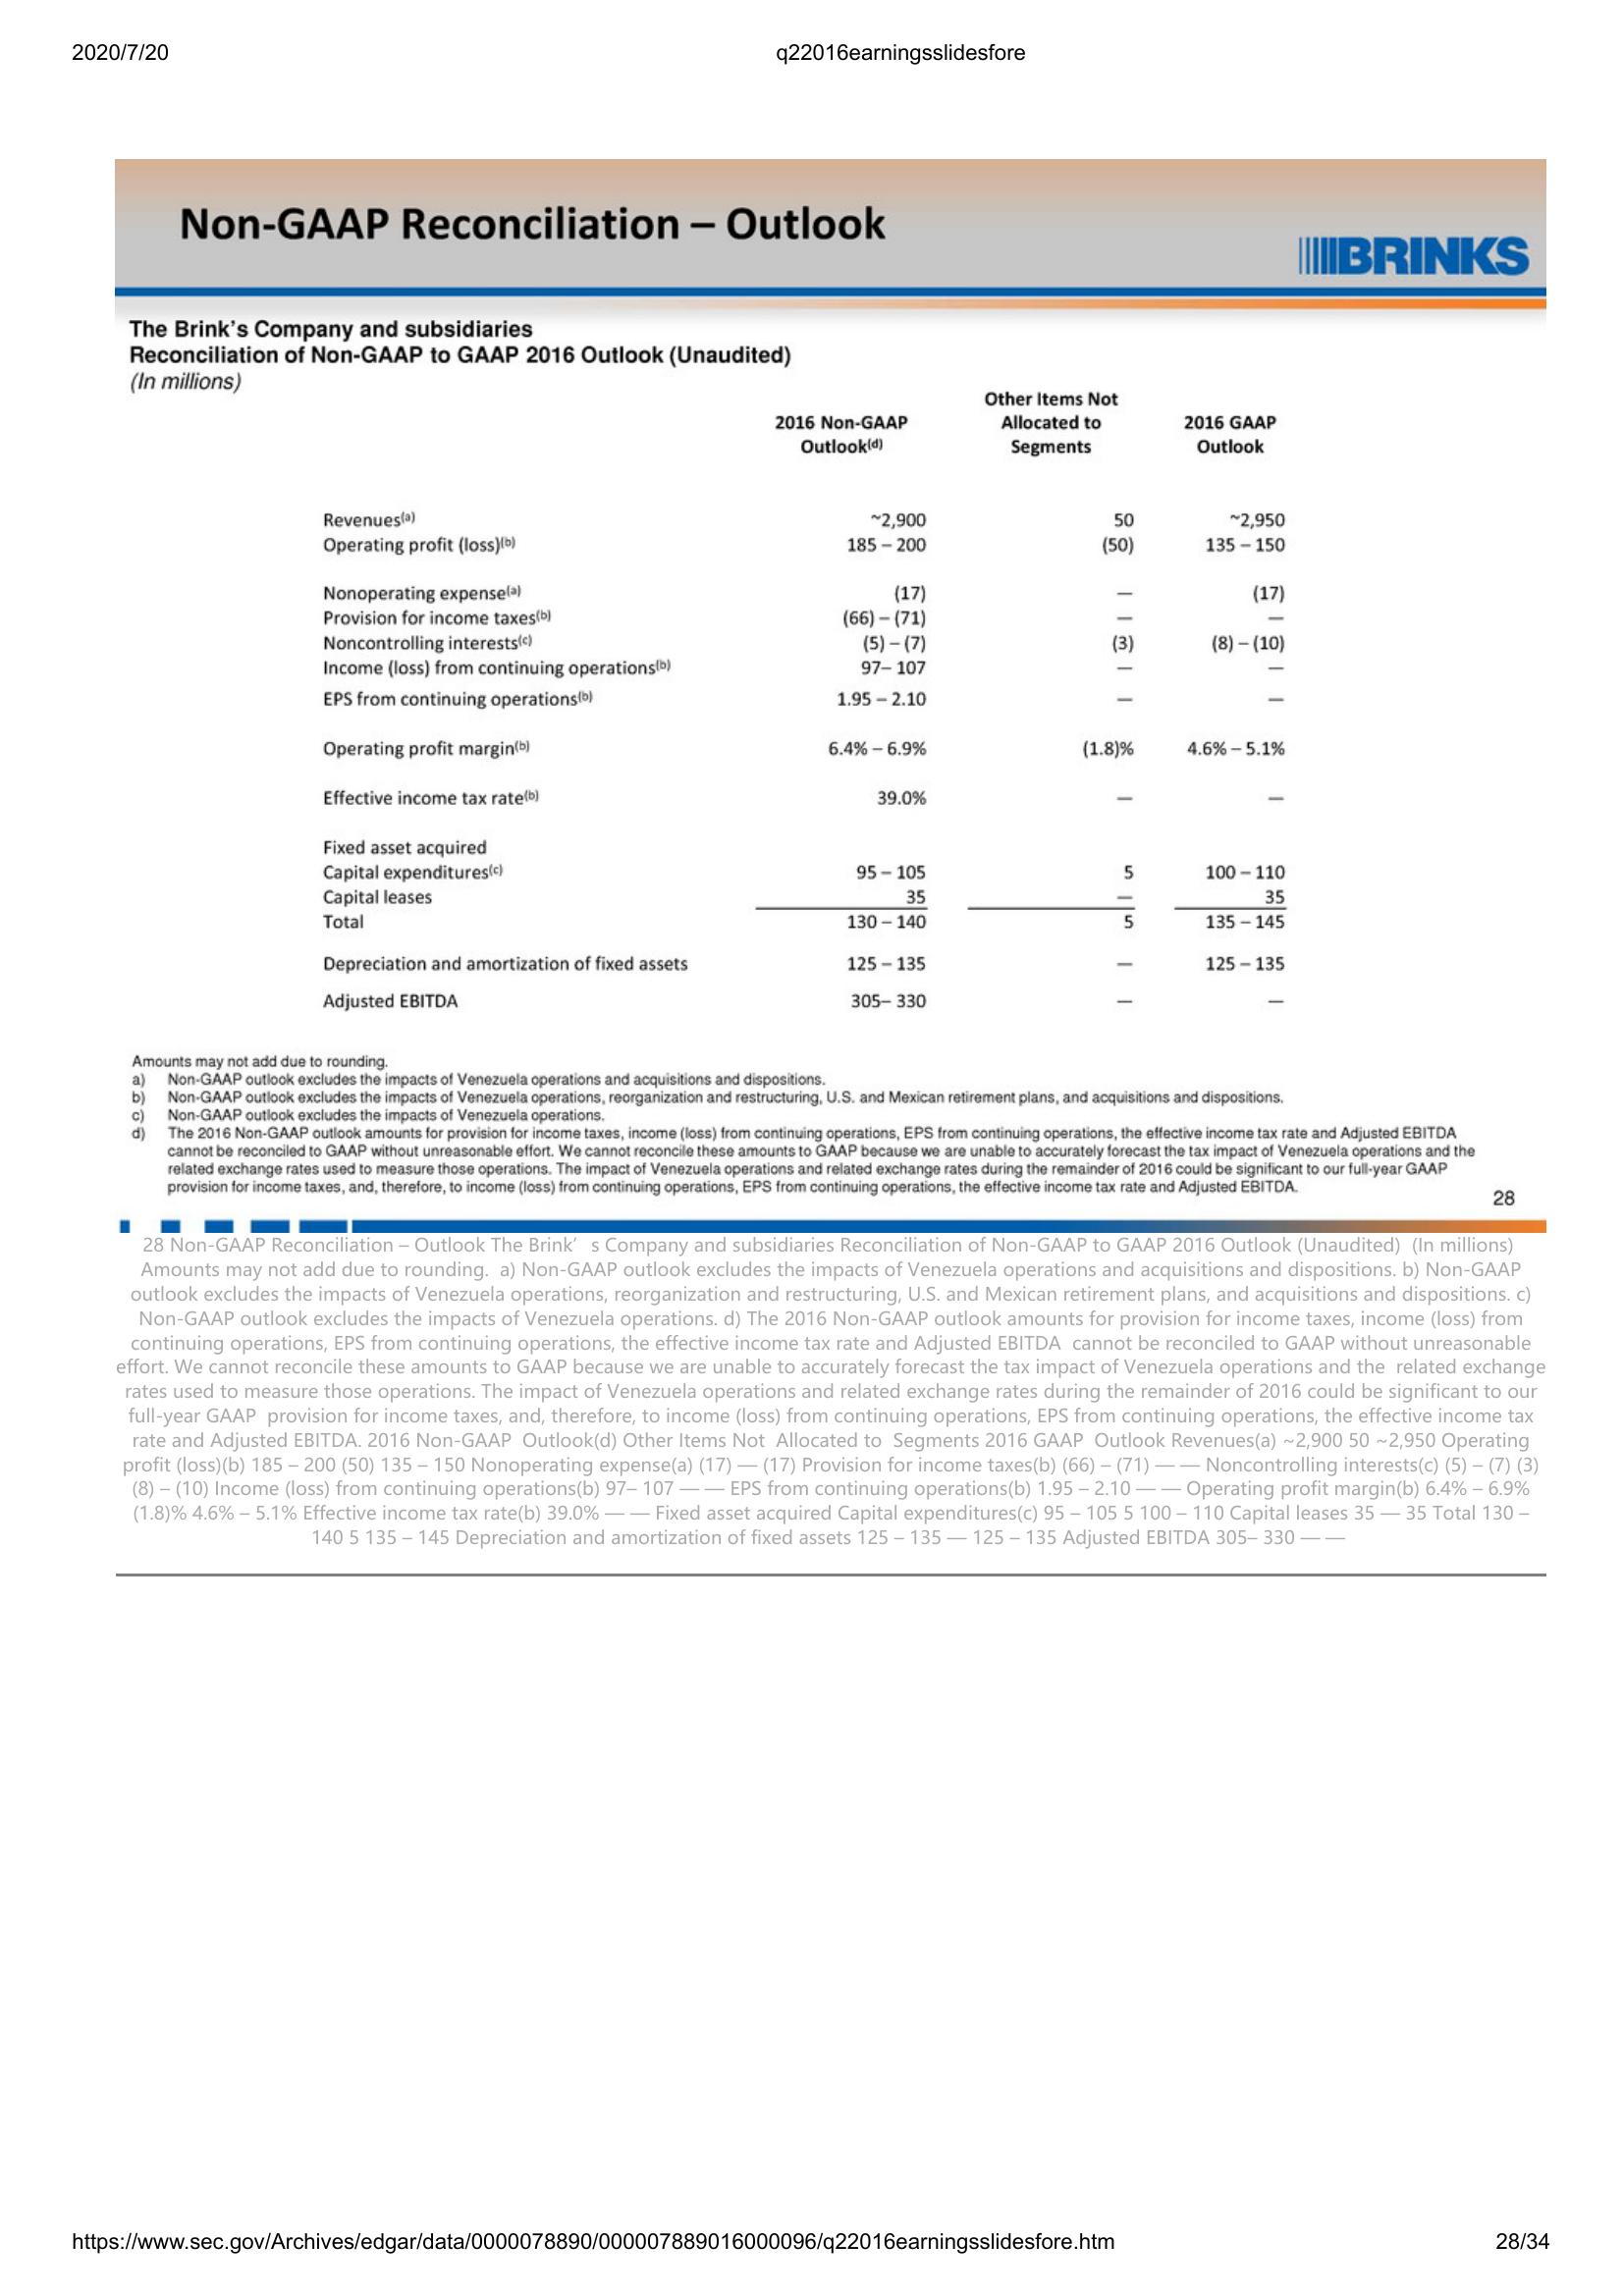 2020/7/20 q22016earningsslidesfore
Non-GAAP Reconciliation – Outlook
BRINKS
The Brink's Company and subsidiaries
Reconciliation of Non-GAAP to GAAP 2016 Outlook (Unaudited)
(In millions)
2016 Non-GAAP Outlook(d) Other Items Not Allocated to Segments 2016 GAAP Outlook
Revenues(a) ~2,900 50 ~2,950
Operating profit (loss)(b) 185 – 200 (50) 135 – 150
Nonoperating expense(a) (17) — (17)
Provision for income taxes(b) (66) – (71) — —
Noncontrolling interests(c) (5) – (7) (3) (8) – (10)
Income (loss) from continuing operations(b) 97– 107 — —
EPS from continuing operations(b) 1.95 – 2.10 — —
Operating profit margin(b) 6.4% – 6.9% (1.8)% 4.6% – 5.1%
Effective income tax rate(b) 39.0% — —
Fixed asset acquired
Capital expenditures(c) 95 – 105 5 100 – 110
Capital leases 35 — 35
Total 130 – 140 5 135 – 145
Depreciation and amortization of fixed assets 125 – 135 — 125 – 135
Adjusted EBITDA 305– 330 — —
Amounts may not add due to rounding.
a) Non-GAAP outlook excludes the impacts of Venezuela operations and acquisitions and dispositions.
b) Non-GAAP outlook excludes the impacts of Venezuela operations, reorganization and restructuring, U.S. and Mexican retirement plans, and acquisitions and dispositions.
c) Non-GAAP outlook excludes the impacts of Venezuela operations.
d) The 2016 Non-GAAP outlook amounts for provision for income taxes, income (loss) from continuing operations, EPS from continuing operations, the effective income tax rate and Adjusted EBITDA
cannot be reconciled to GAAP without unreasonable effort. We cannot reconcile these amounts to GAAP because we are unable to accurately forecast the tax impact of Venezuela operations and the
related exchange rates used to measure those operations. The impact of Venezuela operations and related exchange rates during the remainder of 2016 could be significant to our full-year GAAP
provision for income taxes, and, therefore, to income (loss) from continuing operations, EPS from continuing operations, the effective income tax rate and Adjusted EBITDA.
28
28 Non-GAAP Reconciliation – Outlook The Brink’ s Company and subsidiaries Reconciliation of Non-GAAP to GAAP 2016 Outlook (Unaudited) (In millions)
Amounts may not add due to rounding. a) Non-GAAP outlook excludes the impacts of Venezuela operations and acquisitions and dispositions. b) Non-GAAP
outlook excludes the impacts of Venezuela operations, reorganization and restructuring, U.S. and Mexican retirement plans, and acquisitions and dispositions. c)
Non-GAAP outlook excludes the impacts of Venezuela operations. d) The 2016 Non-GAAP outlook amounts for provision for income taxes, income (loss) from
continuing operations, EPS from continuing operations, the effective income tax rate and Adjusted EBITDA cannot be reconciled to GAAP without unreasonable
effort. We cannot reconcile these amounts to GAAP because we are unable to accurately forecast the tax impact of Venezuela operations and the related exchange
rates used to measure those operations. The impact of Venezuela operations and related exchange rates during the remainder of 2016 could be significant to our
full-year GAAP provision for income taxes, and, therefore, to income (loss) from continuing operations, EPS from continuing operations, the effective income tax
rate and Adjusted EBITDA. 2016 Non-GAAP Outlook(d) Other Items Not Allocated to Segments 2016 GAAP Outlook Revenues(a) ~2,900 50 ~2,950 Operating
profit (loss)(b) 185 – 200 (50) 135 – 150 Nonoperating expense(a) (17) — (17) Provision for income taxes(b) (66) – (71) — — Noncontrolling interests(c) (5) – (7) (3)
(8) – (10) Income (loss) from continuing operations(b) 97– 107 — — EPS from continuing operations(b) 1.95 – 2.10 — — Operating profit margin(b) 6.4% – 6.9%
(1.8)% 4.6% – 5.1% Effective income tax rate(b) 39.0% — — Fixed asset acquired Capital expenditures(c) 95 – 105 5 100 – 110 Capital leases 35 — 35 Total 130 –
140 5 135 – 145 Depreciation and amortization of fixed assets 125 – 135 — 125 – 135 Adjusted EBITDA 305– 330 — —
https://www.sec.gov/Archives/edgar/data/0000078890/000007889016000096/q22016earningsslidesfore.htm 28/34